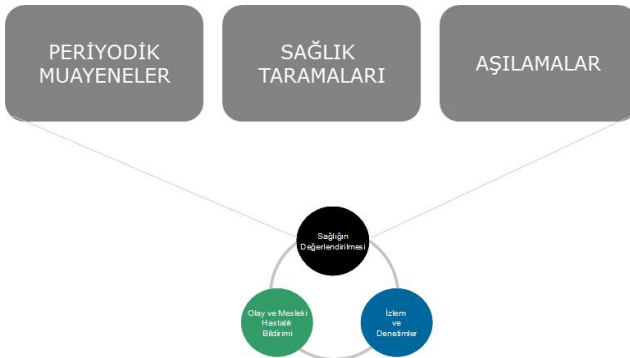 PERİYODİK
MUAYENELER
SAĞLIK
TARAMALARI
AŞILAMALAR
Sağlığın
Değerlendirilmesi
Olay ve Mesleki
Hastalık
Bildirimi
İzlem
ve
Denetimler